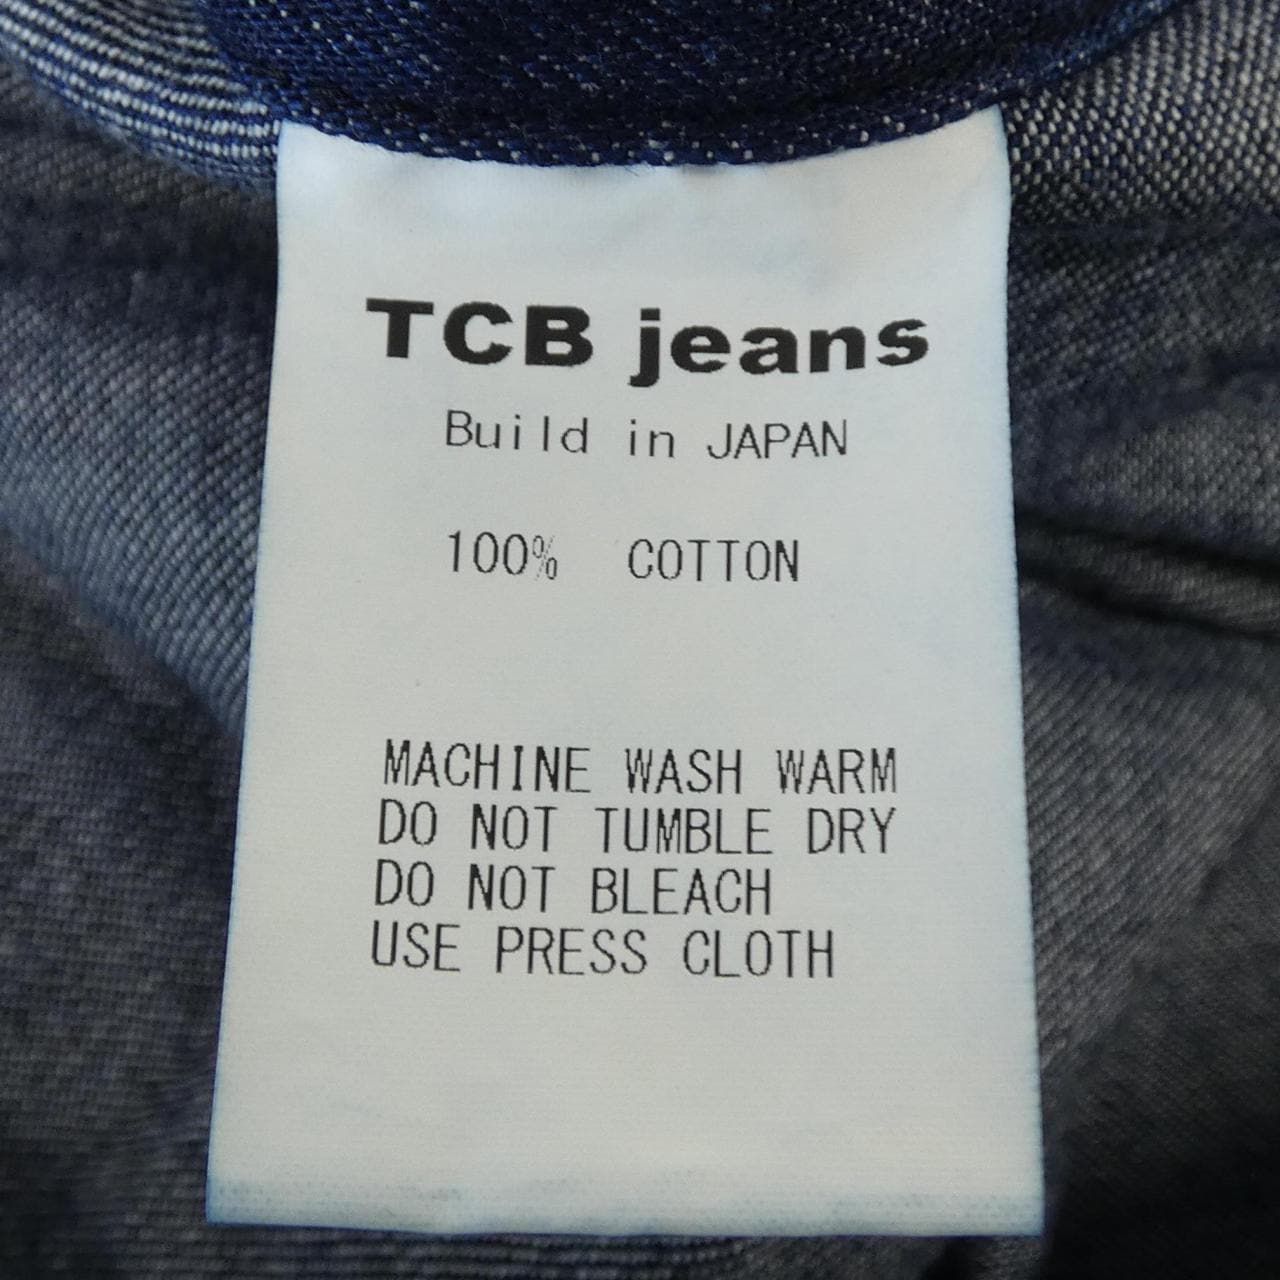 TCB jeans
Build in JAPAN
100% COTTON
MACHINE WASH WARM
DO NOT TUMBLE DRY
DO NOT BLEACH
USE PRESS CLOTH